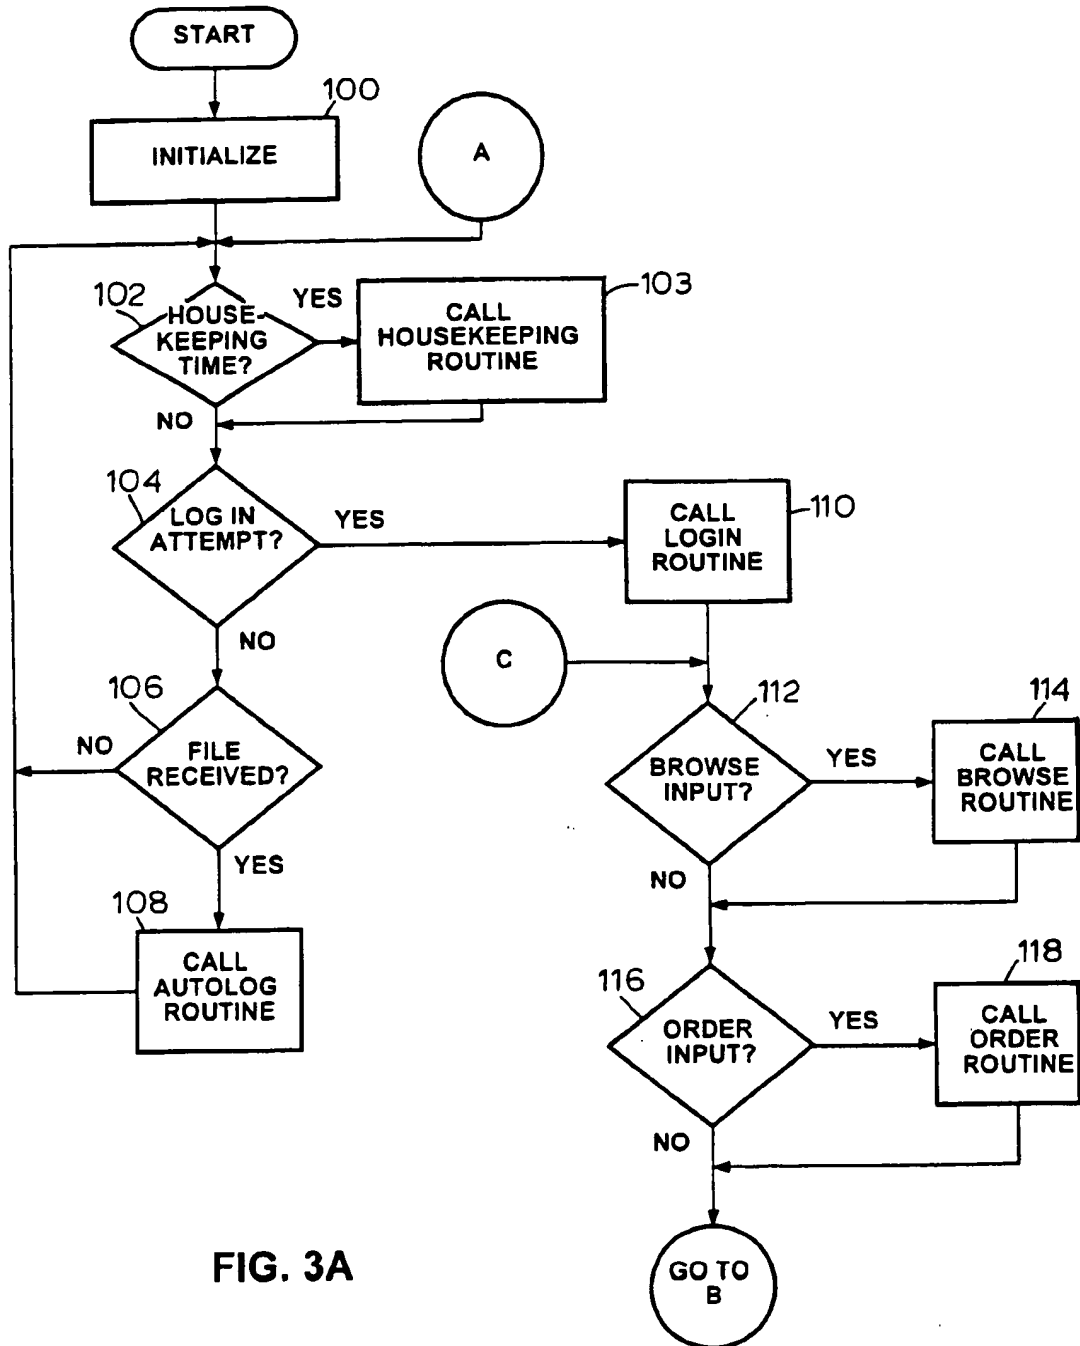 START
100
INITIALIZE
A
102
HOUSE
KEEPING
TIME?
YES
NO
103
CALL
HOUSEKEEPING
ROUTINE
104
LOG IN
ATTEMPT?
YES
NO
110
CALL
LOGIN
ROUTINE
C
106
FILE
RECEIVED?
NO
YES
108
CALL
AUTOLOG
ROUTINE
112
BROWSE
INPUT?
YES
NO
114
CALL
BROWSE
ROUTINE
116
ORDER
INPUT?
YES
NO
118
CALL
ORDER
ROUTINE
GO TO
B
FIG. 3A